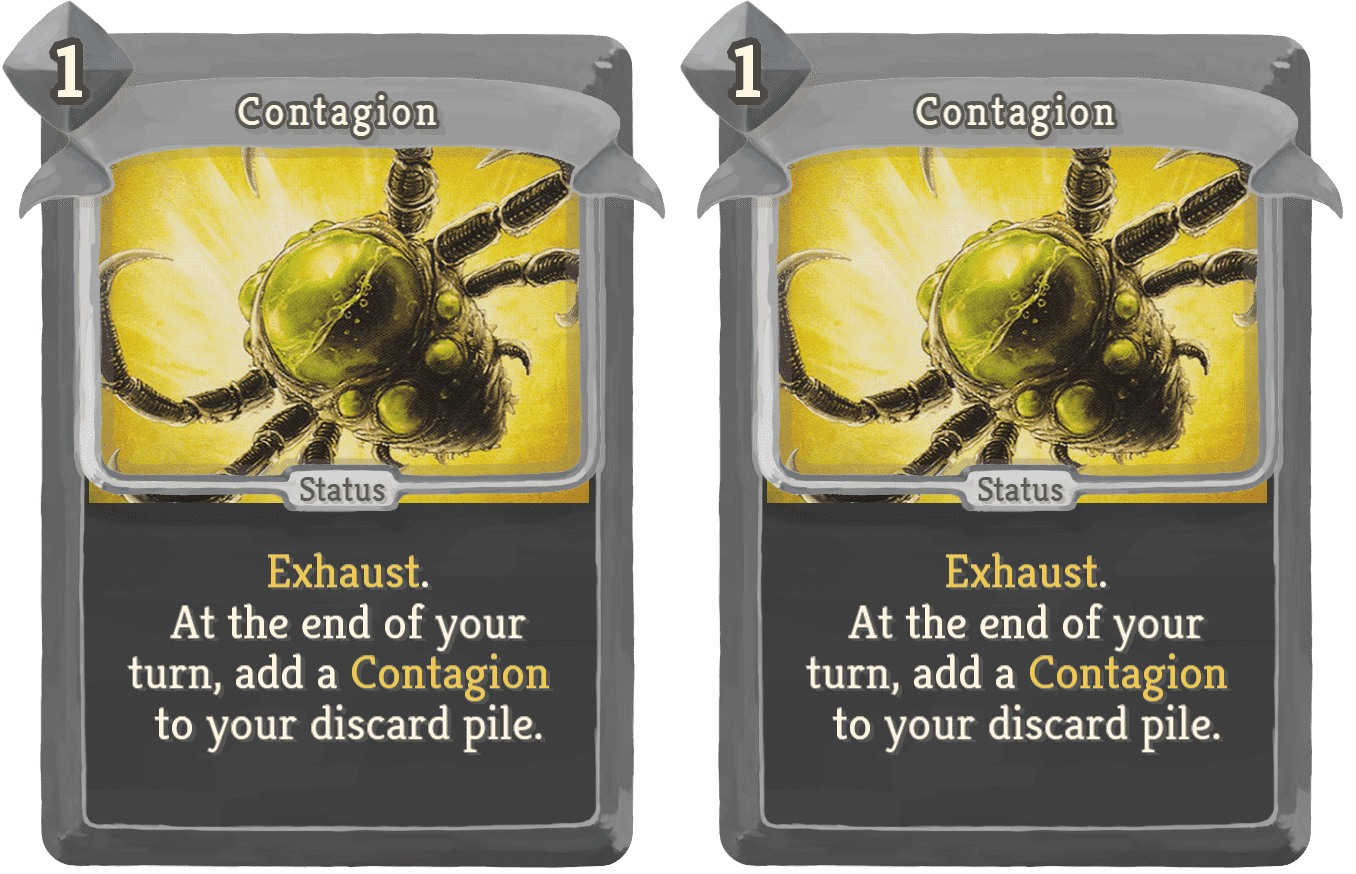 1
Contagion
Status
Exhaust.
At the end of your
turn, add a Contagion
to your discard pile.
1
Contagion
Status
Exhaust.
At the end of your
turn, add a Contagion
to your discard pile.